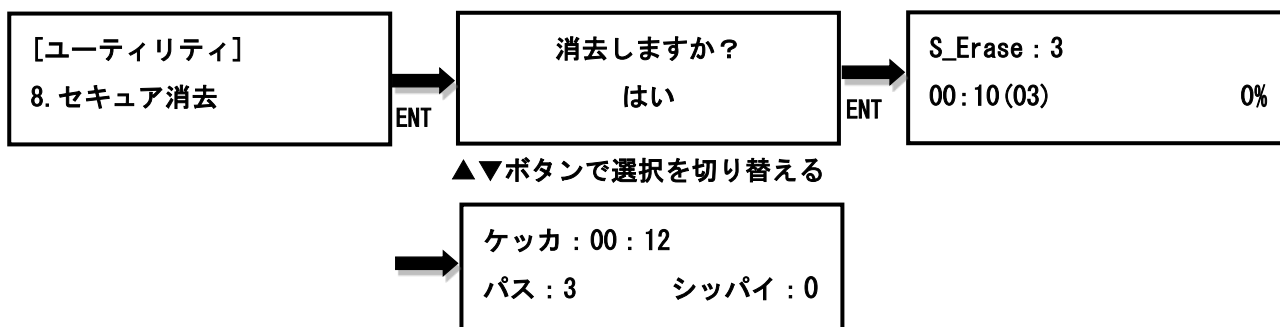 [ユーティリティ]
8.セキュア消去
ENT
消去しますか？
はい
ENT
S_Erase：3
00:10(03) 0%
▲▼ボタンで選択を切り替える
ケッカ：00：12
パス：3 シッパイ：0